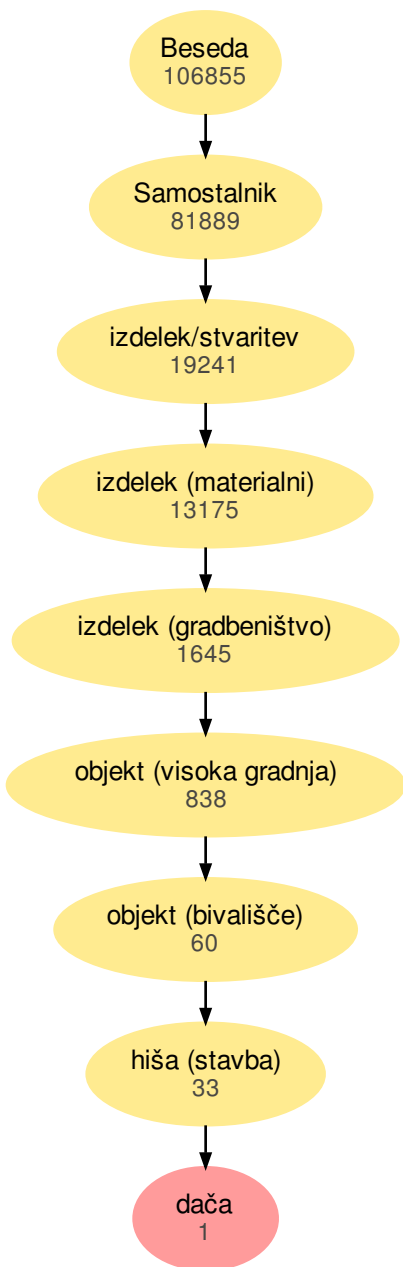 Beseda
106855
Samostalnik
81889
izdelek/stvaritev
19241
izdelek (materialni)
13175
izdelek (gradbeništvo)
1645
objekt (visoka gradnja)
838
objekt (bivališče)
60
hiša (stavba)
33
dača
1